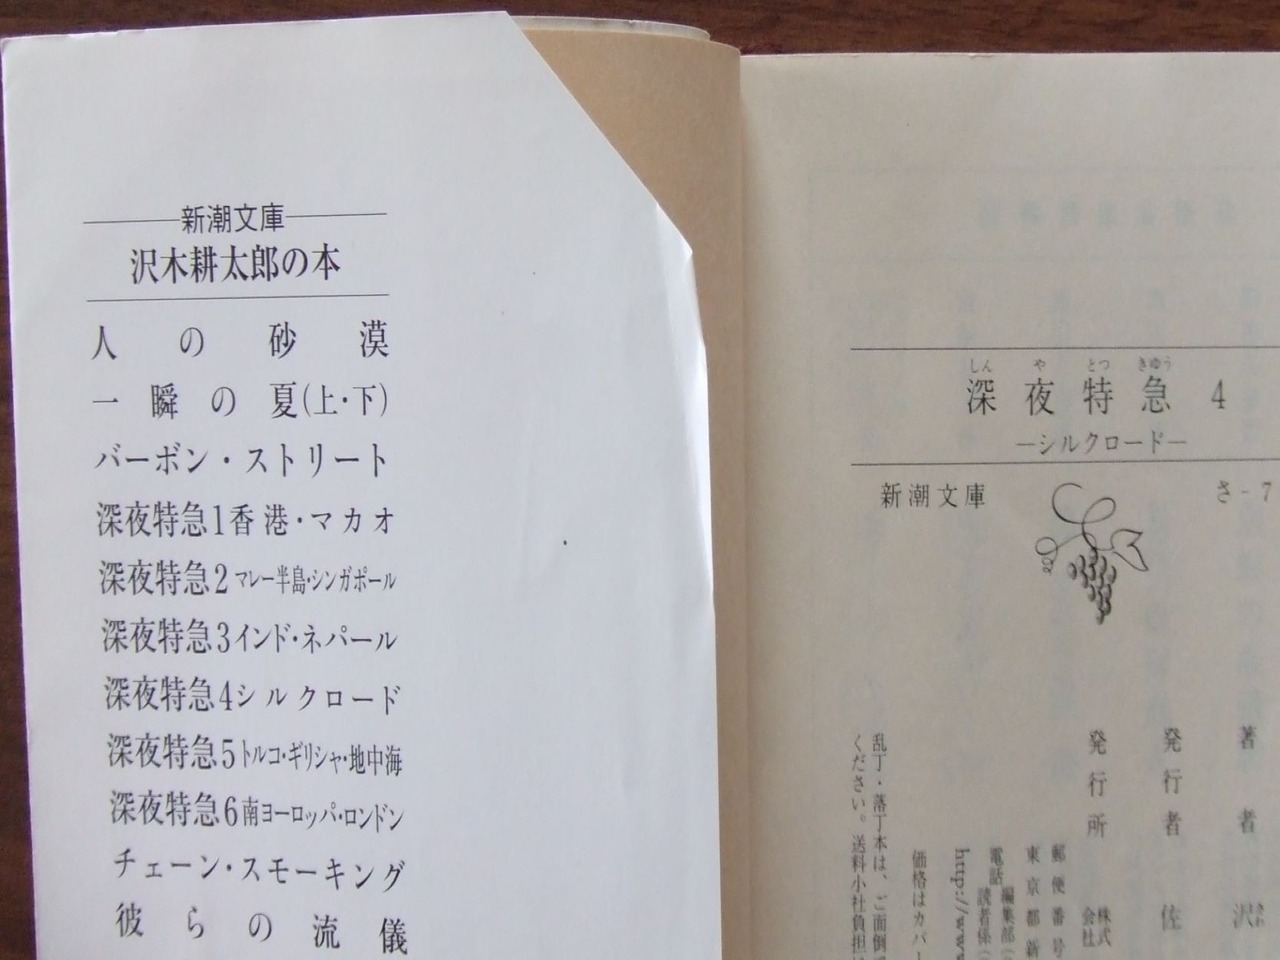 新潮文庫
沢木耕太郎の本
人の砂漠
一瞬の夏(上・下)
バーボン・ストリート
深夜特急1香港・マカオ
深夜特急2マレー半島・シンガポール
深夜特急3インド・ネパール
深夜特急4シルクロード
深夜特急5トルコ・ギリシャ・地中海
深夜特急6南ヨーロッパ・ロンドン
チェーン・スモーキング
彼らの流儀
しんやとつきゆう
深夜特急 4
―シルクロード―
新潮文庫 さ-7
著者 沢
さわ
発行者 佐
発行所
株式
会社
郵便番号
東京都新
編集部(
電話
読者係(
http://www
価格はカバー
乱丁・落丁本は、ご面倒
ください。送料小社負担